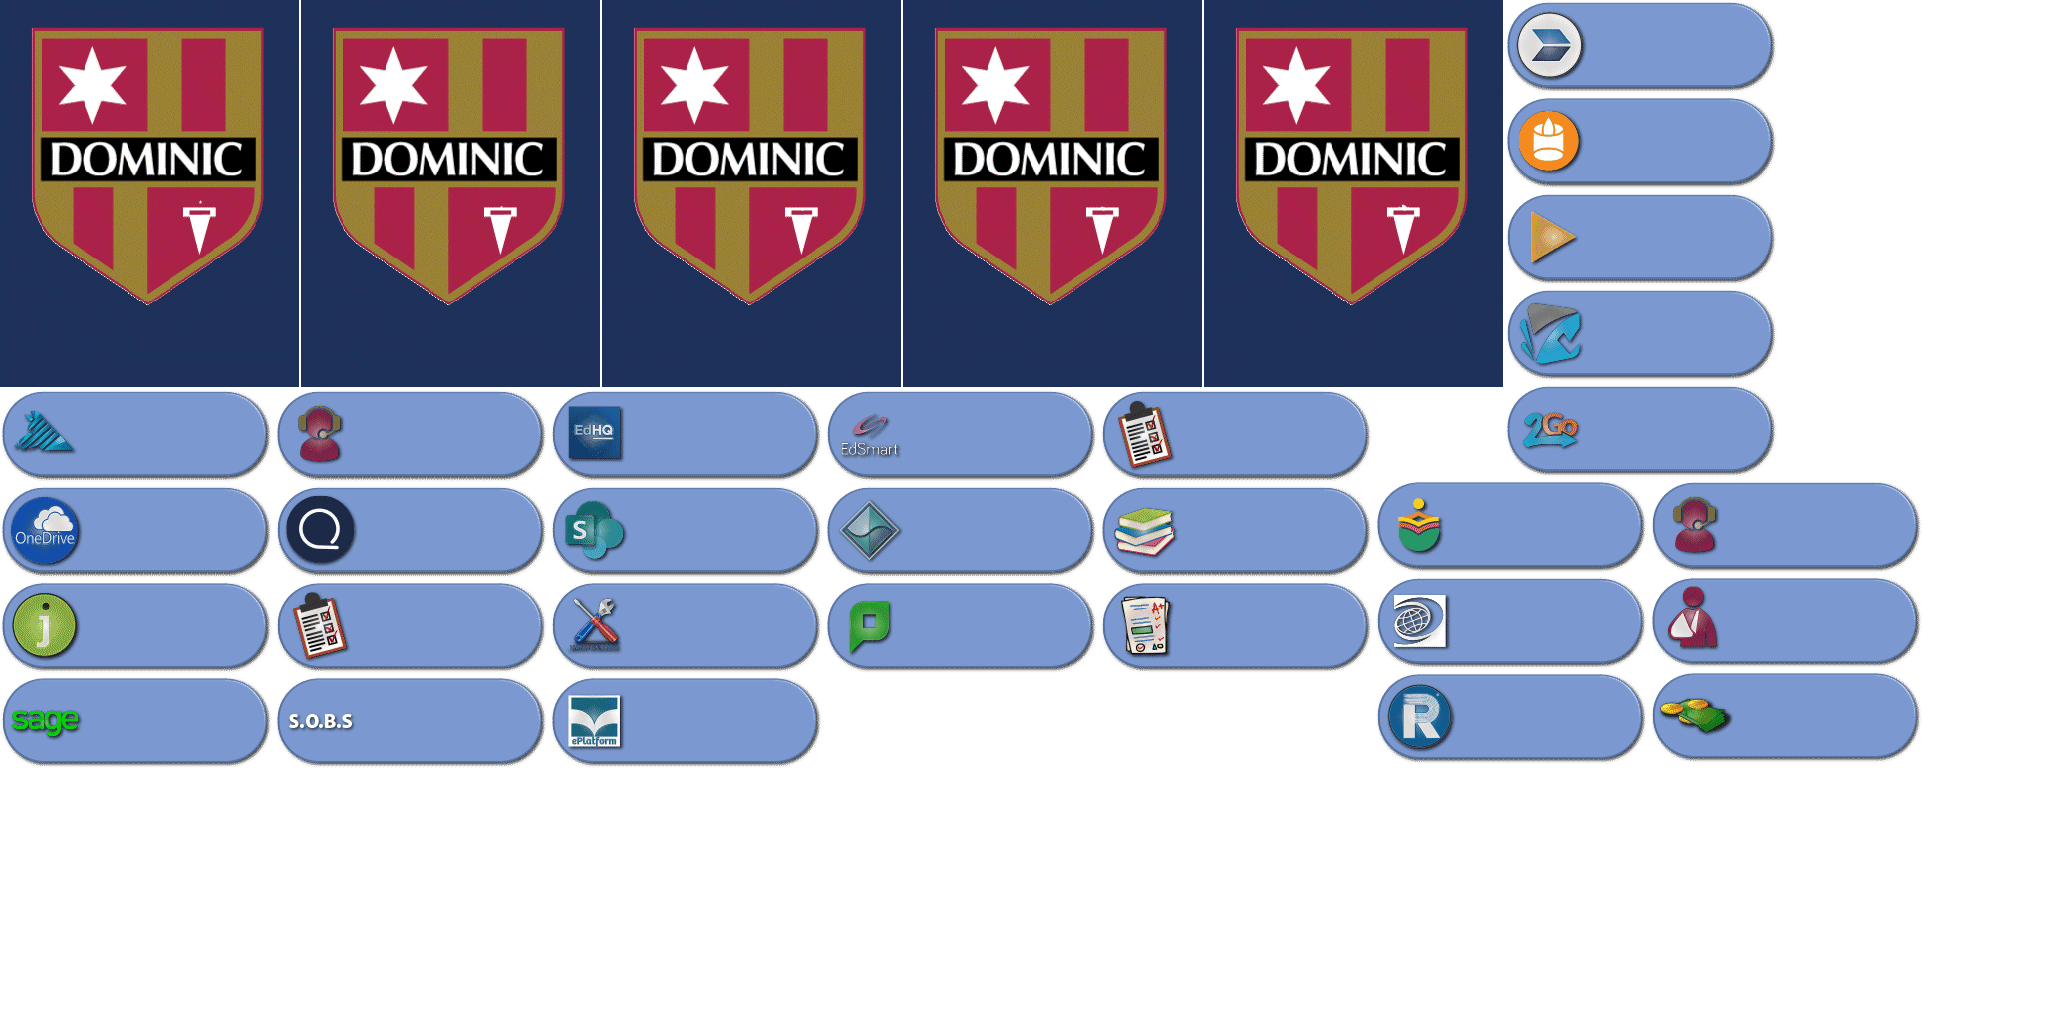 DOMINIC
DOMINIC
DOMINIC
DOMINIC
DOMINIC
2Go
EdHQ
EdSmart
OneDrive
S
j
A+
sage
S.O.B.S
ePlatform
R